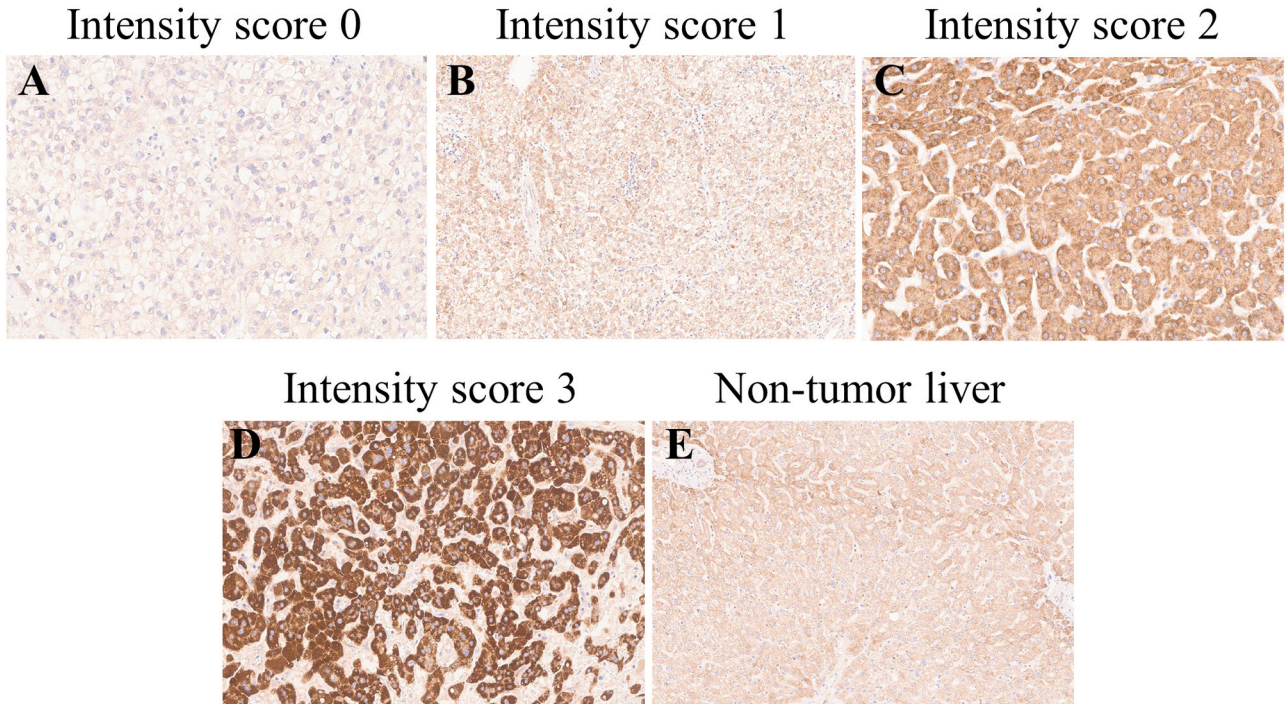 Intensity score 0
Intensity score 1
Intensity score 2
A
B
C
Intensity score 3
Non-tumor liver
D
E